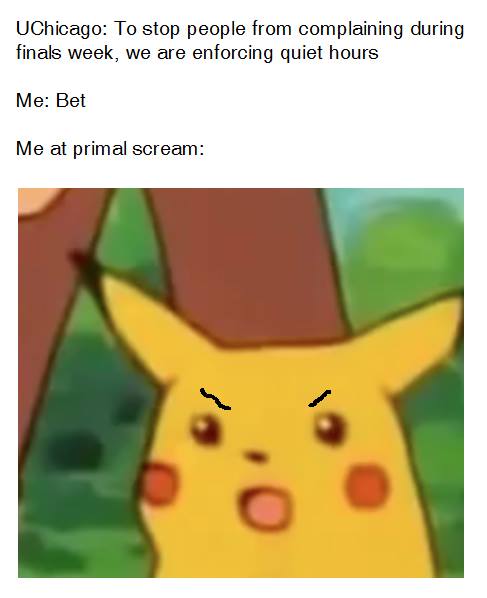 UChicago: To stop people from complaining during
finals week, we are enforcing quiet hours
Me: Bet
Me at primal scream: